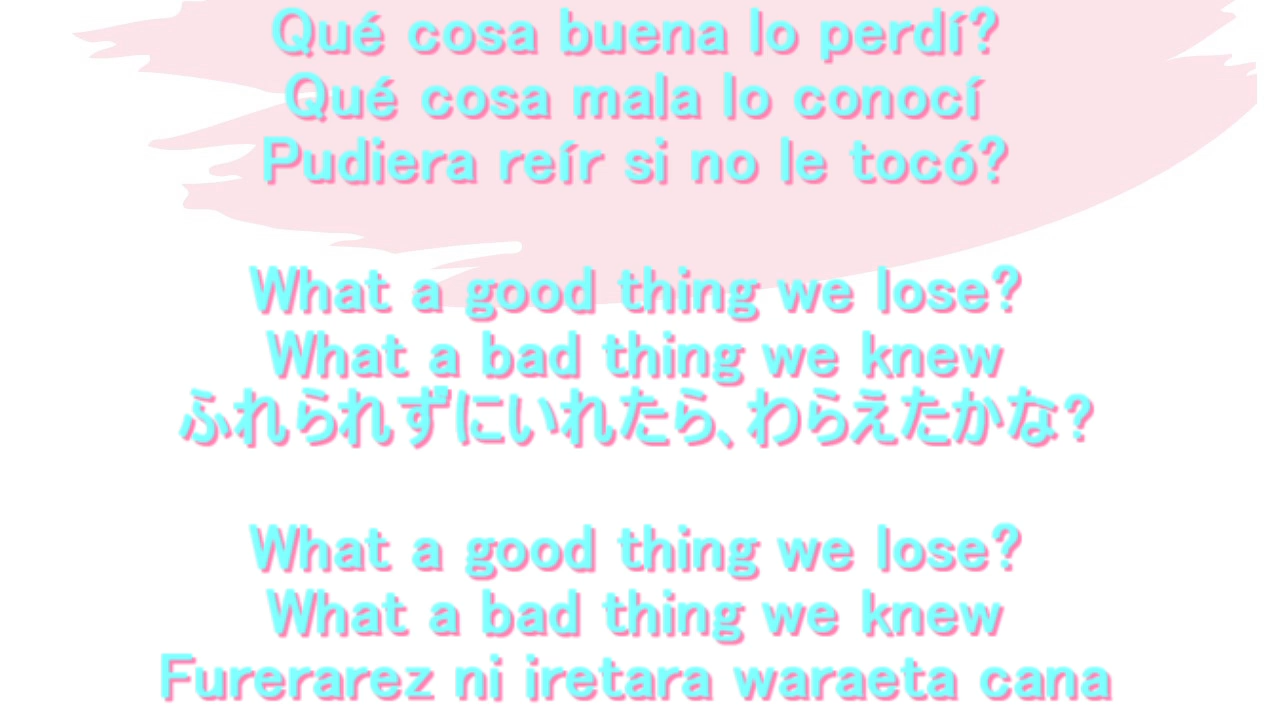 Qué cosa buena lo perdí?
Qué cosa mala lo conocí
Pudiera reír si no le tocó?
What a good thing we lose?
What a bad thing we knew
ふれられずにいれたら、わらえたかな?
What a good thing we lose?
What a bad thing we knew
Furerarez ni iretara waraeta cana